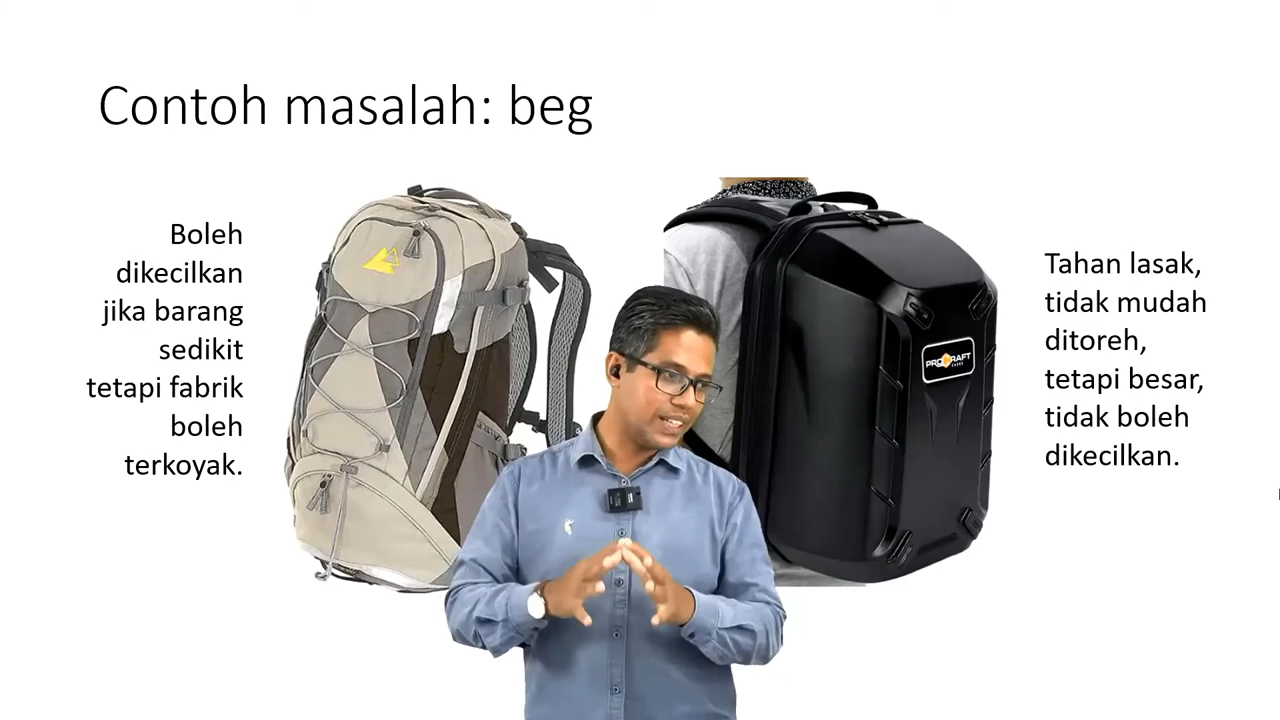 Contoh masalah: beg
Boleh
dikecilkan
jika barang
sedikit
tetapi fabrik
boleh
terkoyak.
Tahan lasak,
tidak mudah
ditoreh,
tetapi besar,
tidak boleh
dikecilkan.